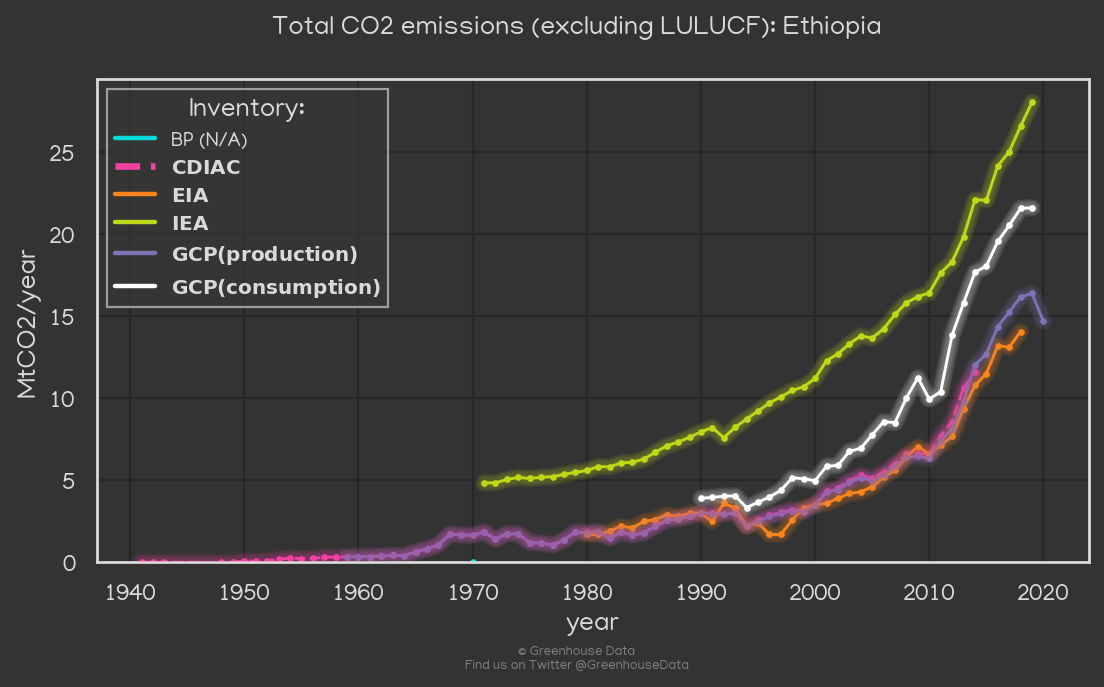 Total CO2 emissions (excluding LULUCF): Ethiopia
Inventory:
BP (N/A)
CDIAC
EIA
IEA
GCP(production)
GCP(consumption)
MtCO2/year
25
20
15
10
5
0
1940 1950 1960 1970 1980 1990 2000 2010 2020
year
© Greenhouse Data
Find us on Twitter @GreenhouseData